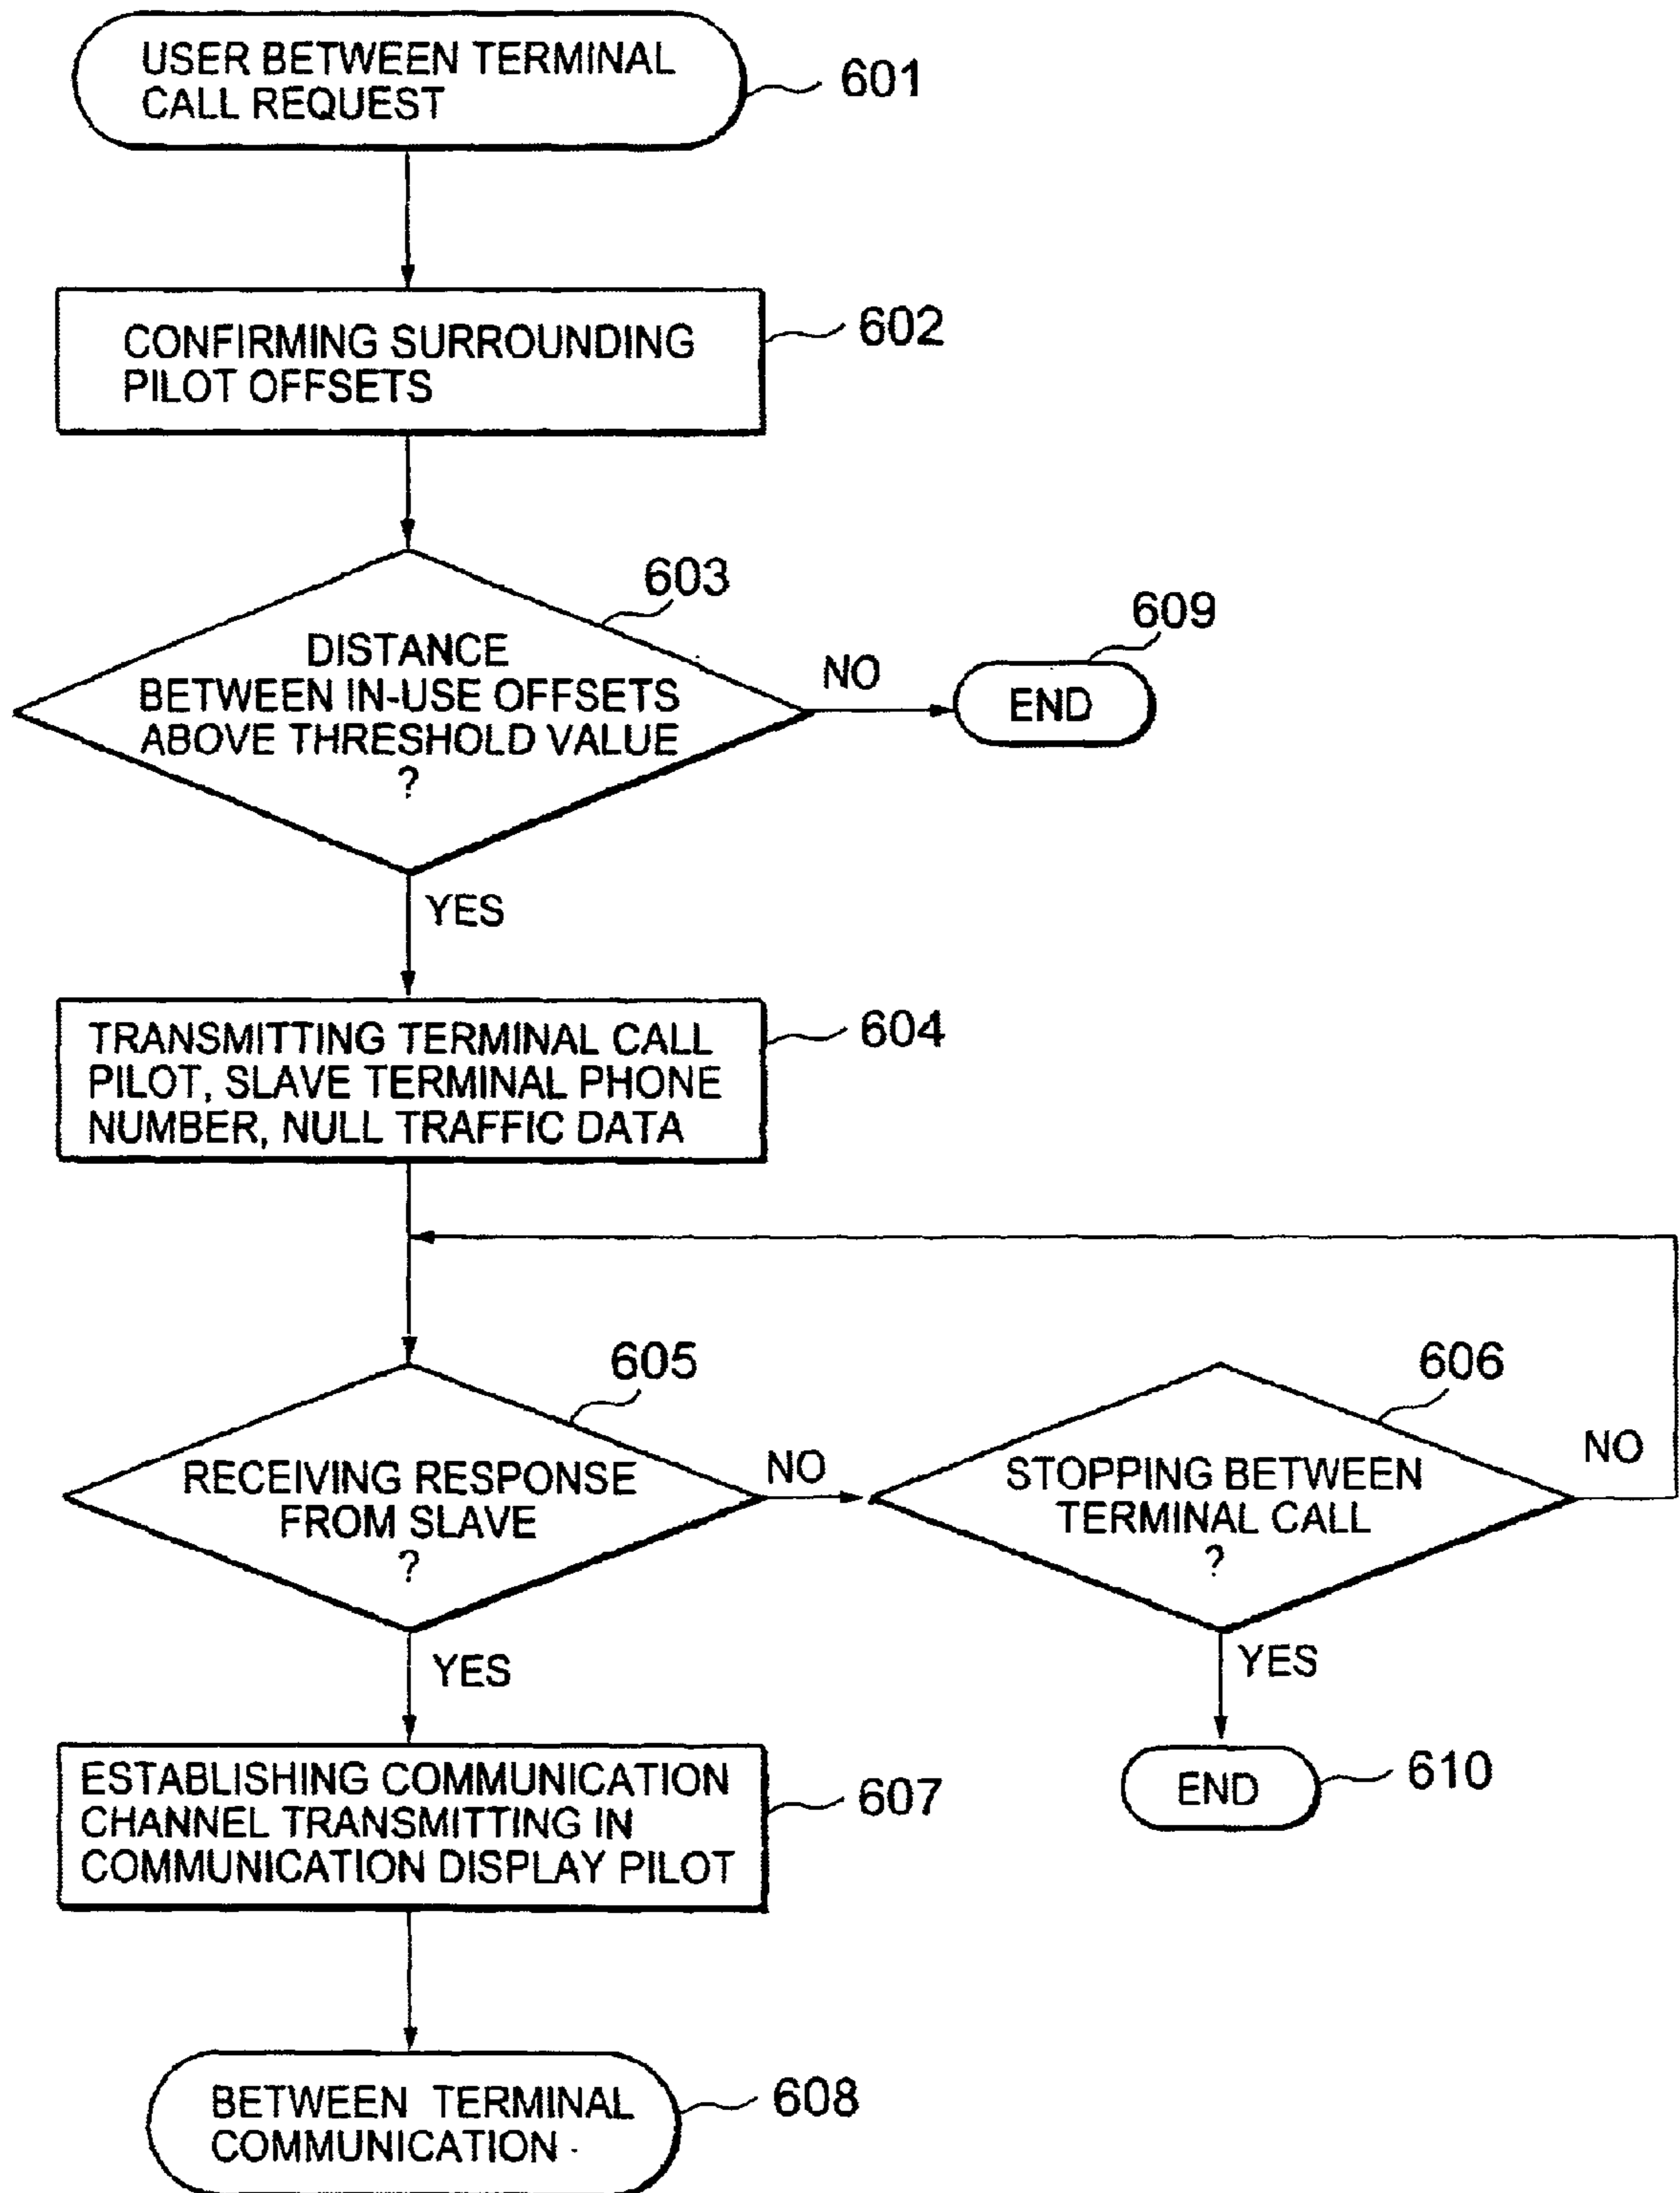 USER BETWEEN TERMINAL
CALL REQUEST
601
CONFIRMING SURROUNDING
PILOT OFFSETS
602
603
DISTANCE
BETWEEN IN-USE OFFSETS
ABOVE THRESHOLD VALUE
?
NO
609
END
YES
TRANSMITTING TERMINAL CALL
PILOT, SLAVE TERMINAL PHONE
NUMBER, NULL TRAFFIC DATA
604
605
RECEIVING RESPONSE
FROM SLAVE
?
NO
606
STOPPING BETWEEN
TERMINAL CALL
?
NO
YES
YES
ESTABLISHING COMMUNICATION
CHANNEL TRANSMITTING IN
COMMUNICATION DISPLAY PILOT
607
END
610
BETWEEN TERMINAL
COMMUNICATION
608